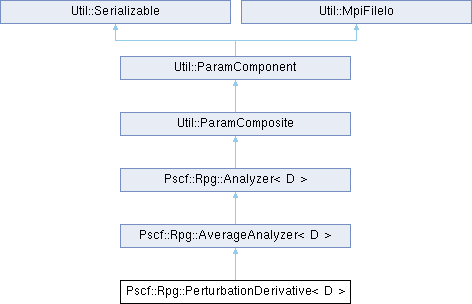 Util::Serializable
Util::MpiFileIo
Util::ParamComponent
Util::ParamComposite
Pscf::Rpg::Analyzer< D >
Pscf::Rpg::AverageAnalyzer< D >
Pscf::Rpg::PerturbationDerivative< D >